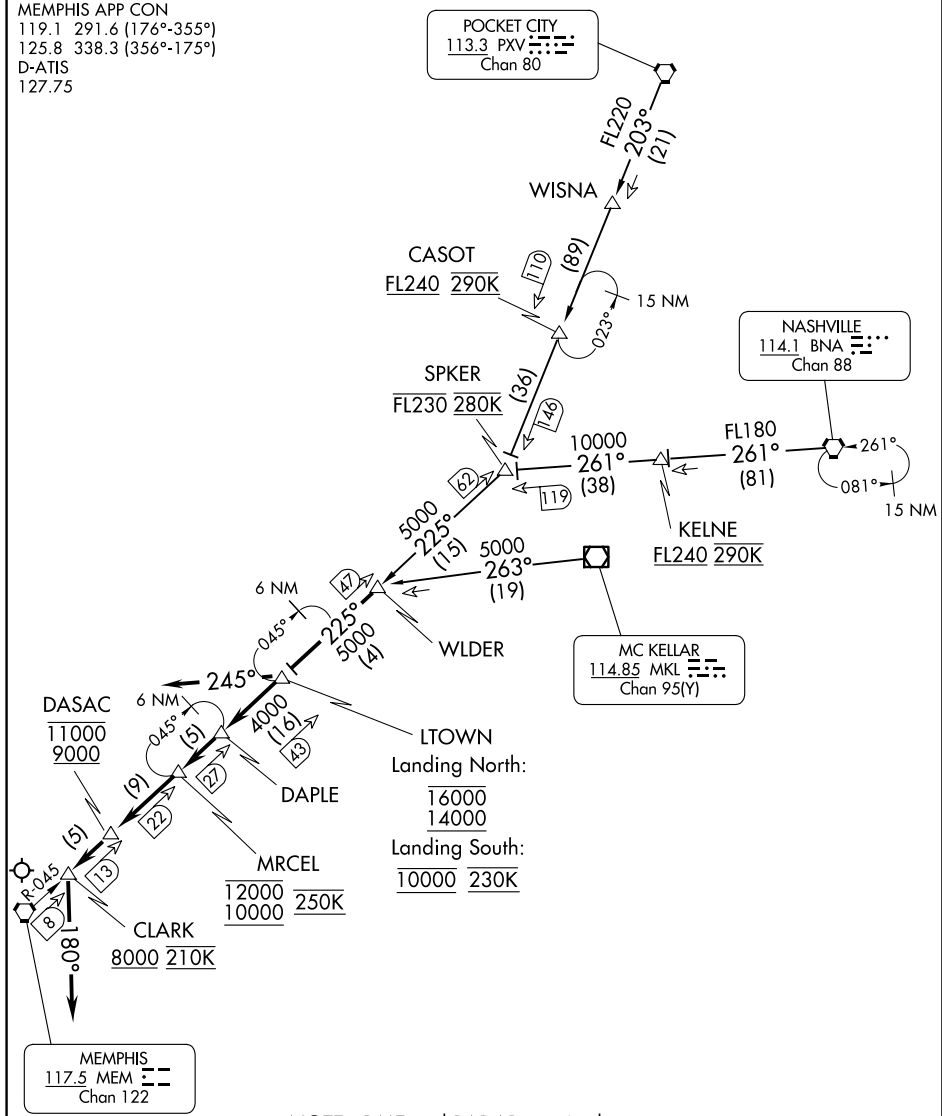 MEMPHIS APP CON
119.1 291.6 (176°-355°)
125.8 338.3 (356°-175°)
D-ATIS
127.75
POCKET CITY
113.3 PXV
Chan 80
FL220
203°
(21)
WISNA
(89)
CASOT
FL240 290K
110
15 NM
023°
NASHVILLE
114.1 BNA
Chan 88
SPKER
FL230 280K
(36)
146
10000
261°
(38)
FL180
261°
(81)
261°
081°
15 NM
62
119
KELNE
FL240 290K
5000
225°
(15)
5000
263°
(19)
47
6 NM
045°
225°
5000
(4)
WLDER
MC KELLAR
114.85 MKL
Chan 95(Y)
245°
6 NM
045°
DASAC
11000
9000
4000
(16)
43
LTOWN
Landing North:
16000
14000
Landing South:
10000 230K
(5)
27
DAPLE
(9)
22
MRCEL
12000
10000
250K
(5)
13
R-045
8
CLARK
8000 210K
180°
MEMPHIS
117.5 MEM
Chan 122